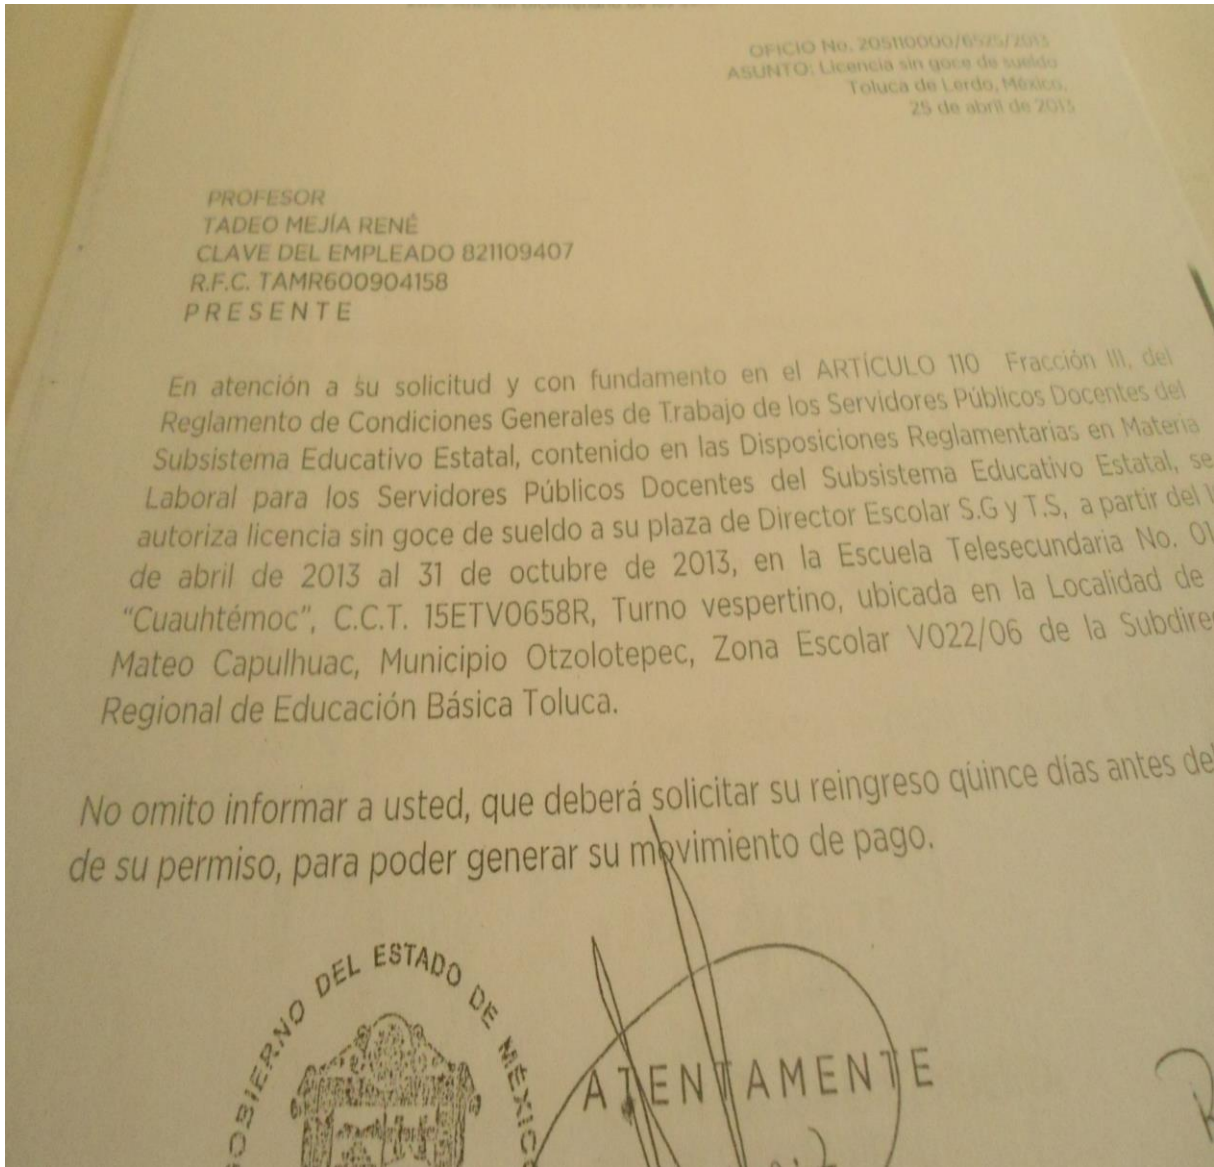 OFICIO No. 205110000/6525/2013
ASUNTO: Licencia sin goce de sueldo
Toluca de Lerdo, México,
25 de abril de 2013
PROFESOR
TADEO MEJÍA RENÉ
CLAVE DEL EMPLEADO 821109407
R.F.C. TAMR600904158
PRESENTE
En atención a su solicitud y con fundamento en el ARTÍCULO 110 Fracción III, del
Reglamento de Condiciones Generales de Trabajo de los Servidores Públicos Docentes del
Subsistema Educativo Estatal, contenido en las Disposiciones Reglamentarias en Materia
Laboral para los Servidores Públicos Docentes del Subsistema Educativo Estatal, se
autoriza licencia sin goce de sueldo a su plaza de Director Escolar S.G y T.S, a partir del
de abril de 2013 al 31 de octubre de 2013, en la Escuela Telesecundaria No. 01
"Cuauhtémoc", C.C.T. 15ETV0658R, Turno vespertino, ubicada en la Localidad de
Mateo Capulhuac, Municipio Otzolotepec, Zona Escolar V022/06 de la Subdire
Regional de Educación Básica Toluca.
No omito informar a usted, que deberá solicitar su reingreso quince días antes del
de su permiso, para poder generar su movimiento de pago.
GOBIERNO DEL ESTADO DE MÉXICO
ATENTAMENTE